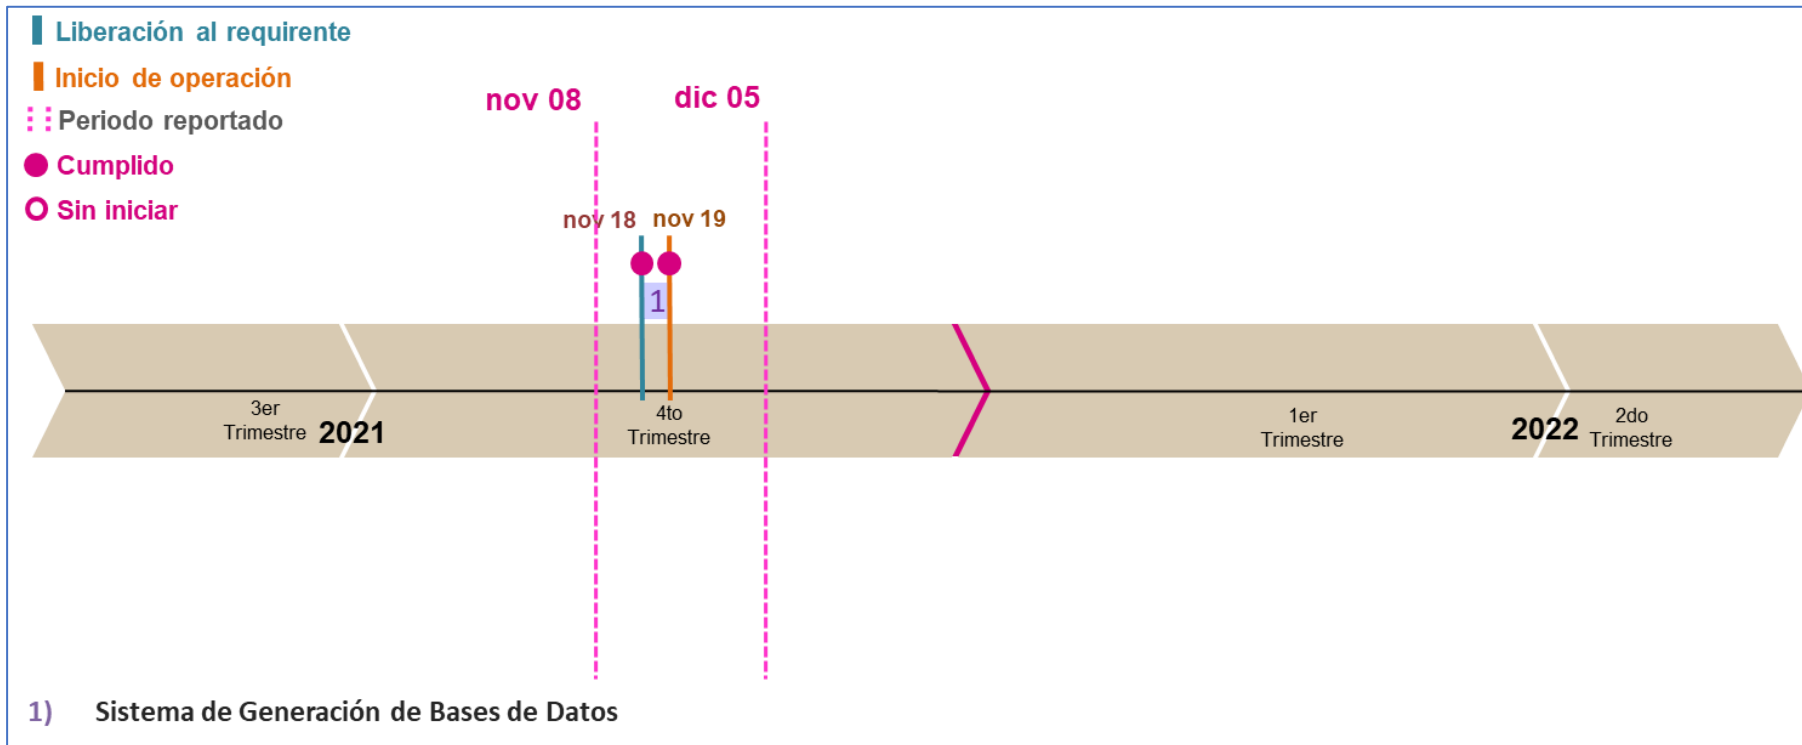 Liberación al requirente
Inicio de operación
Periodo reportado
Cumplido
Sin iniciar
nov 08
dic 05
nov 18
nov 19
1
3er
Trimestre
2021
4to
Trimestre
1er
Trimestre
2022
2do
Trimestre
1) Sistema de Generación de Bases de Datos